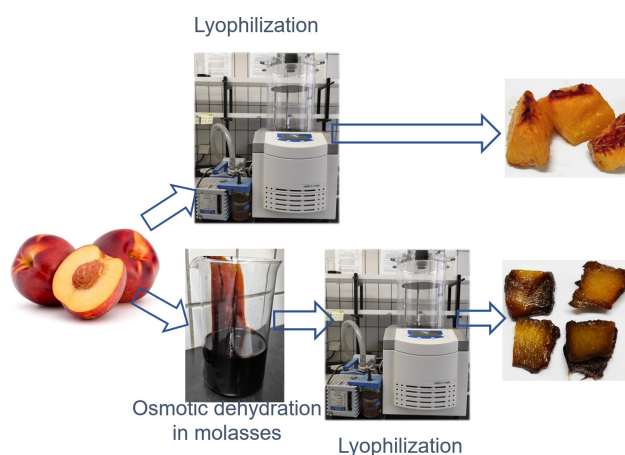 Lyophilization
Osmotic dehydration
in molasses
Lyophilization